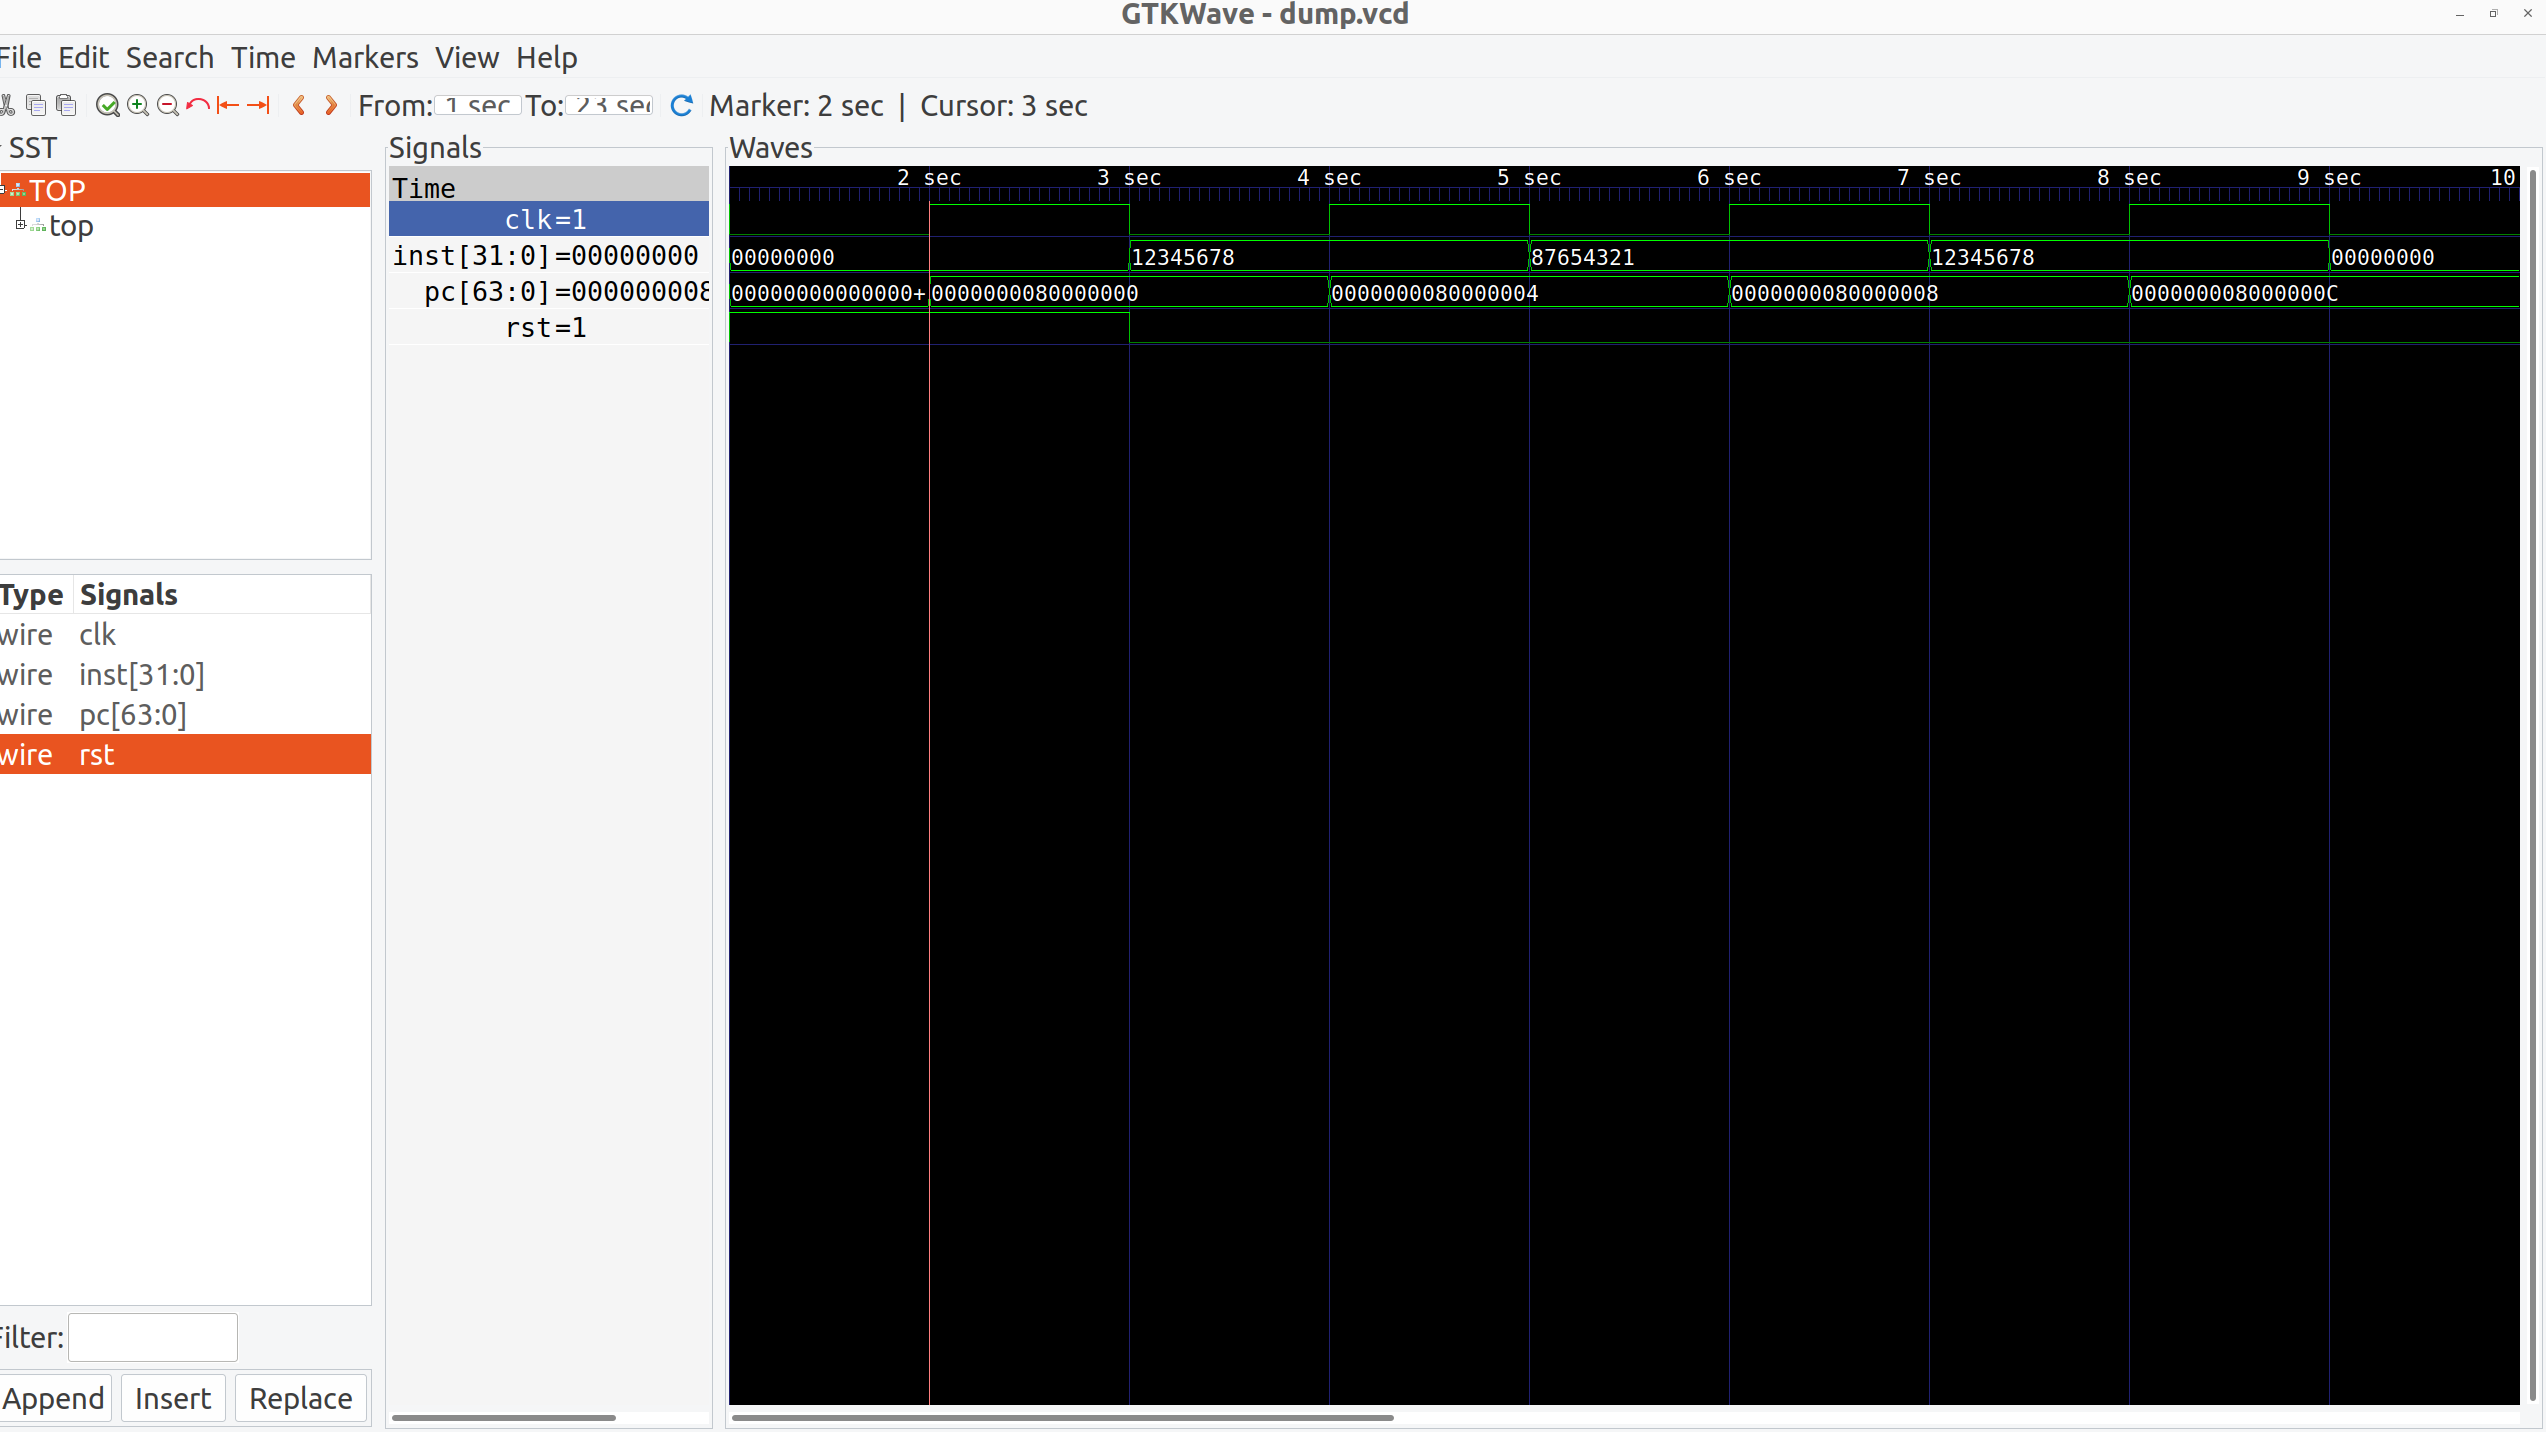 GTKWave - dump.vcd
File Edit Search Time Markers View Help
From: 1 sec To: 23 sec Marker: 2 sec | Cursor: 3 sec
SST
TOP
top
Type Signals
wire clk
wire inst[31:0]
wire pc[63:0]
wire rst
Filter:
Append Insert Replace
Signals
Time
clk=1
inst[31:0]=00000000
pc[63:0]=000000008
rst=1
Waves
2 sec 3 sec 4 sec 5 sec 6 sec 7 sec 8 sec 9 sec 10
00000000 12345678 87654321 12345678 00000000
00000000000000+ 0000000080000000 0000000080000004 0000000080000008 000000008000000C